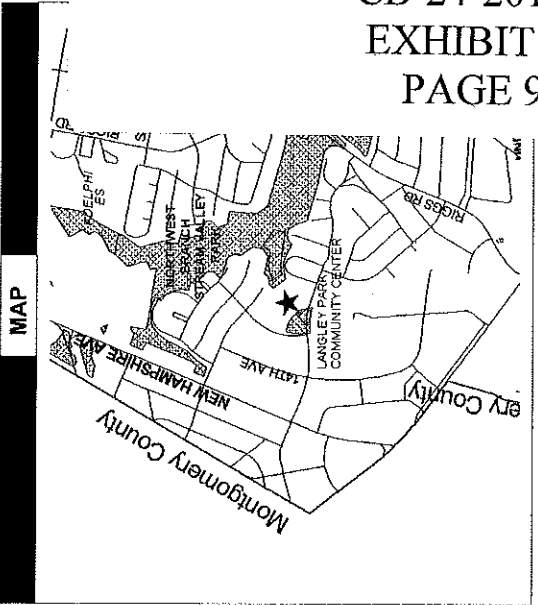 EXHIBIT
PAGE 9
MAP
RIGGS RD
NORTHWEST
BRANCH
STREAM VALLEY
PARK
LANGLEY PARK
COMMUNITY CENTER
14TH AVE
NEW HAMPSHIRE AVE
Montgomery County
ery County